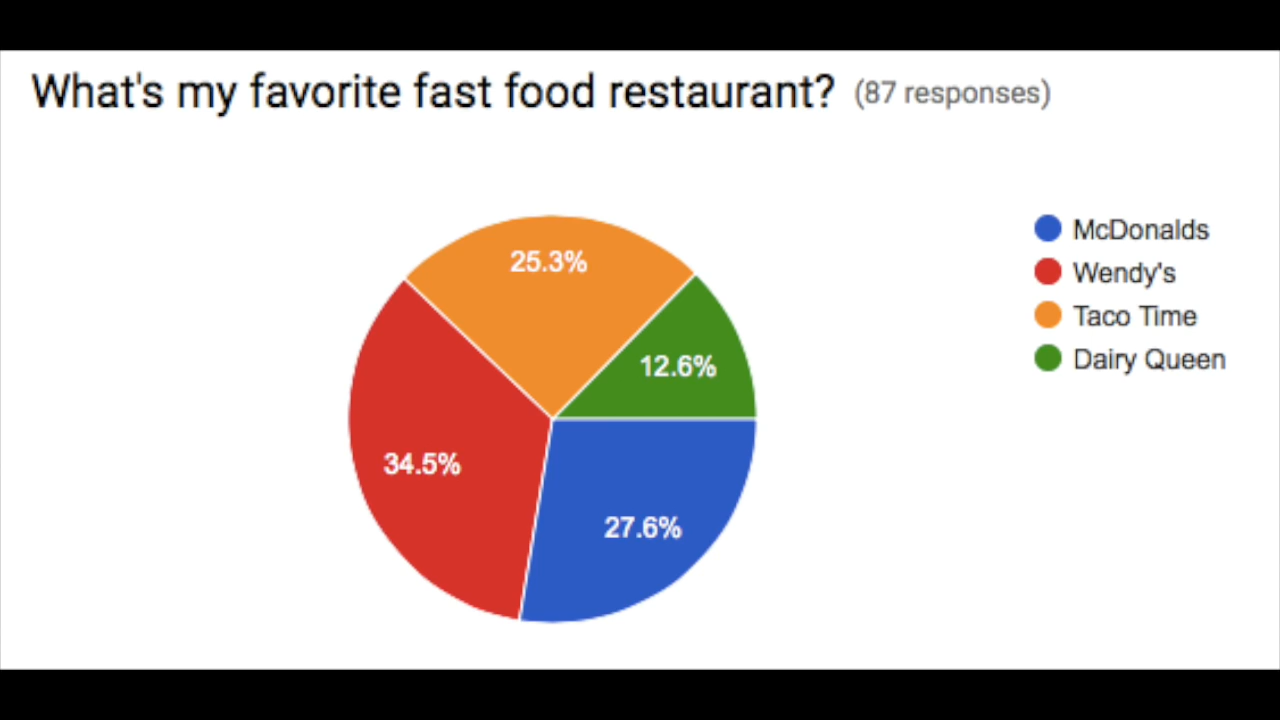 What's my favorite fast food restaurant? (87 responses)
25.3%
12.6%
34.5%
27.6%
McDonalds
Wendy's
Taco Time
Dairy Queen